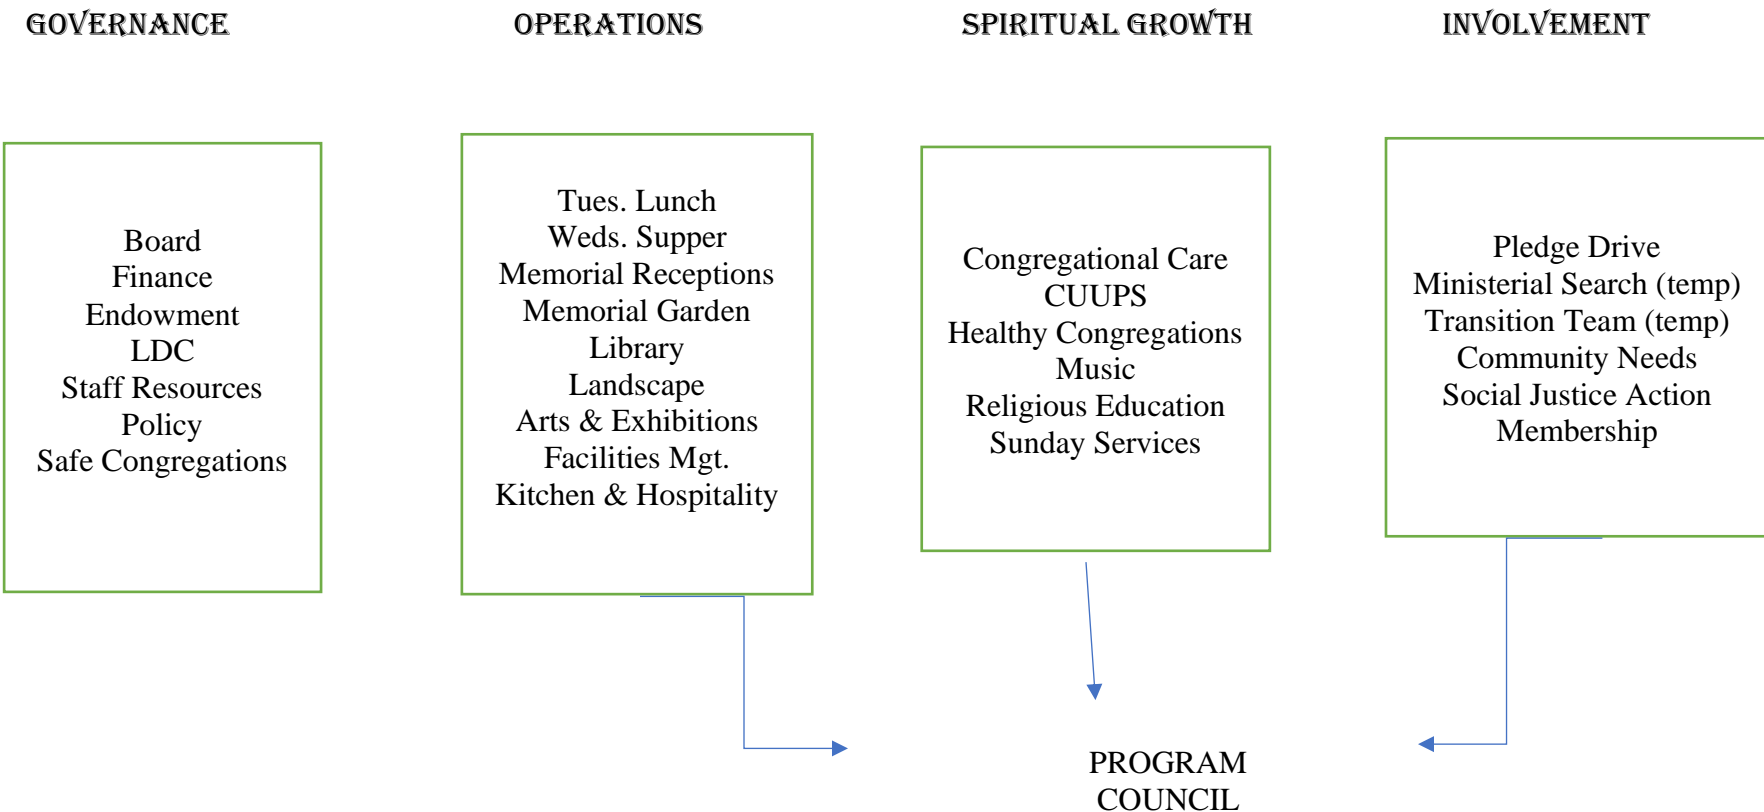 GOVERNANCE
OPERATIONS
SPIRITUAL GROWTH
INVOLVEMENT
Board
Finance
Endowment
LDC
Staff Resources
Policy
Safe Congregations
Tues. Lunch
Weds. Supper
Memorial Receptions
Memorial Garden
Library
Landscape
Arts & Exhibitions
Facilities Mgt.
Kitchen & Hospitality
Congregational Care
CUUPS
Healthy Congregations
Music
Religious Education
Sunday Services
Pledge Drive
Ministerial Search (temp)
Transition Team (temp)
Community Needs
Social Justice Action
Membership
PROGRAM
COUNCIL